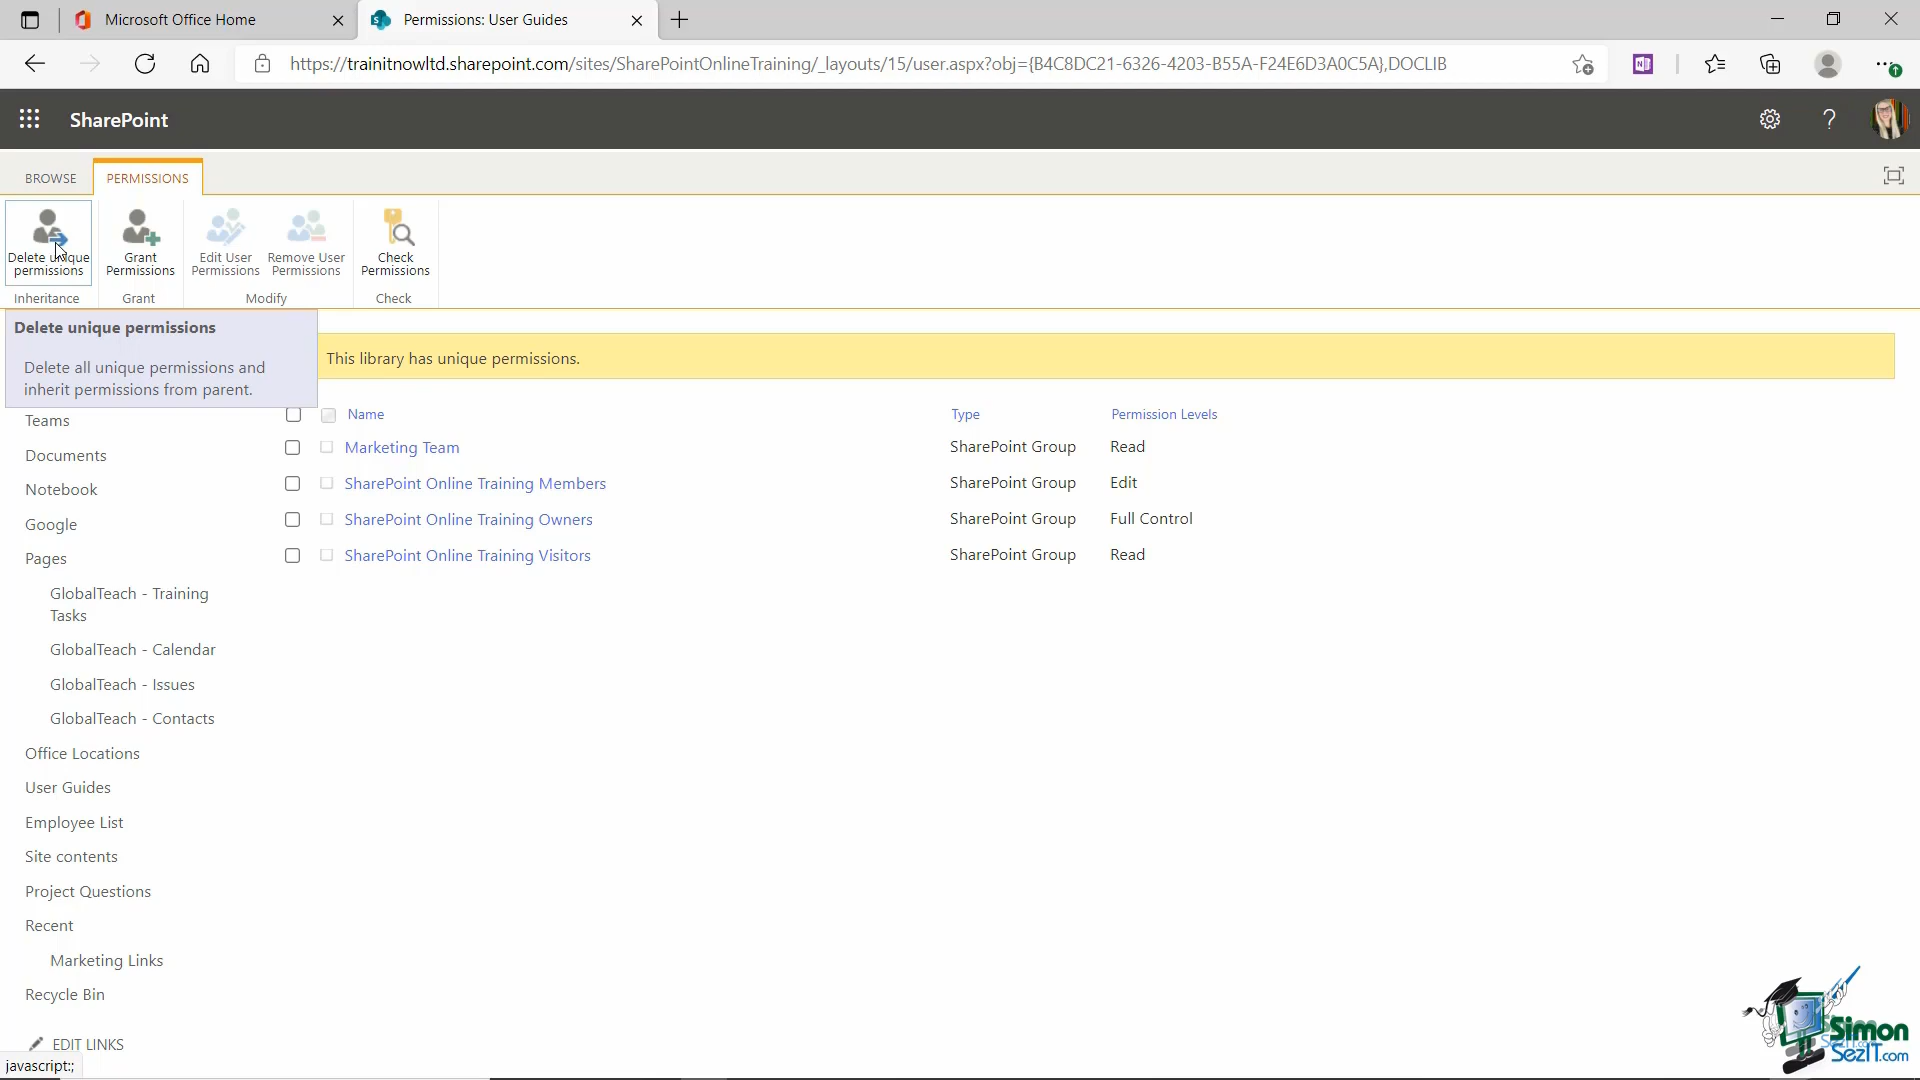 Microsoft Office Home
Permissions: User Guides
https://trainitnowltd.sharepoint.com/sites/SharePointOnlineTraining/_layouts/15/user.aspx?obj={B4C8DC21-6326-4203-B55A-F24E6D3A0C5A},DOCLIB
SharePoint
BROWSE
PERMISSIONS
Delete unique permissions
Grant Permissions
Edit User Permissions
Remove User Permissions
Check Permissions
Inheritance
Grant
Modify
Check
Delete unique permissions
Delete all unique permissions and
inherit permissions from parent.
This library has unique permissions.
Name Type Permission Levels
Marketing Team SharePoint Group Read
SharePoint Online Training Members SharePoint Group Edit
SharePoint Online Training Owners SharePoint Group Full Control
SharePoint Online Training Visitors SharePoint Group Read
Teams
Documents
Notebook
Google
Pages
GlobalTeach - Training
Tasks
GlobalTeach - Calendar
GlobalTeach - Issues
GlobalTeach - Contacts
Office Locations
User Guides
Employee List
Site contents
Project Questions
Recent
Marketing Links
Recycle Bin
EDIT LINKS
javascript:;
Simon
SezIT.com